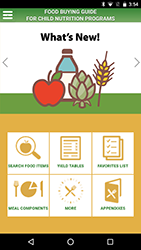 3:54
FOOD BUYING GUIDE
FOR CHILD NUTRITION PROGRAMS
What's New!
SEARCH FOOD ITEMS
YIELD TABLES
FAVORITES LIST
MEAL COMPONENTS
MORE
APPENDIXES